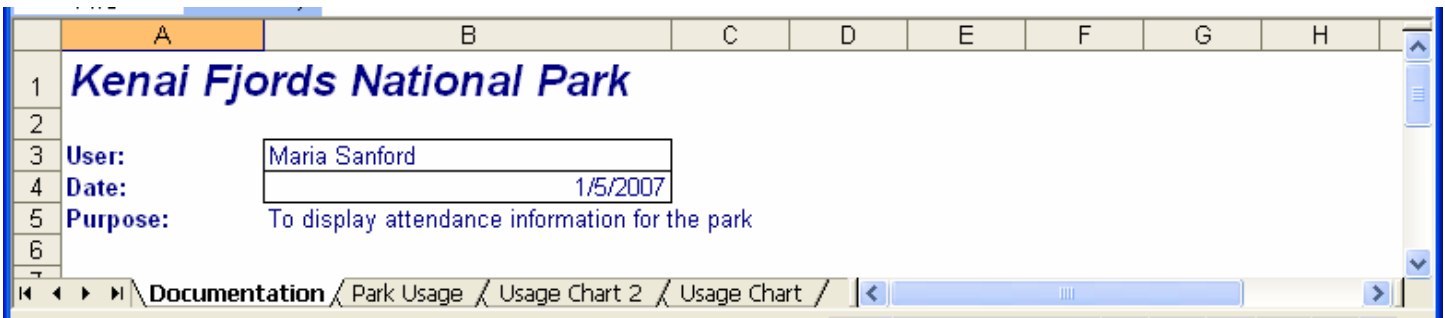 A B C D E F G H
1 Kenai Fjords National Park
2
3 User: Maria Sanford
4 Date: 1/5/2007
5 Purpose: To display attendance information for the park
6
Documentation Park Usage Usage Chart 2 Usage Chart